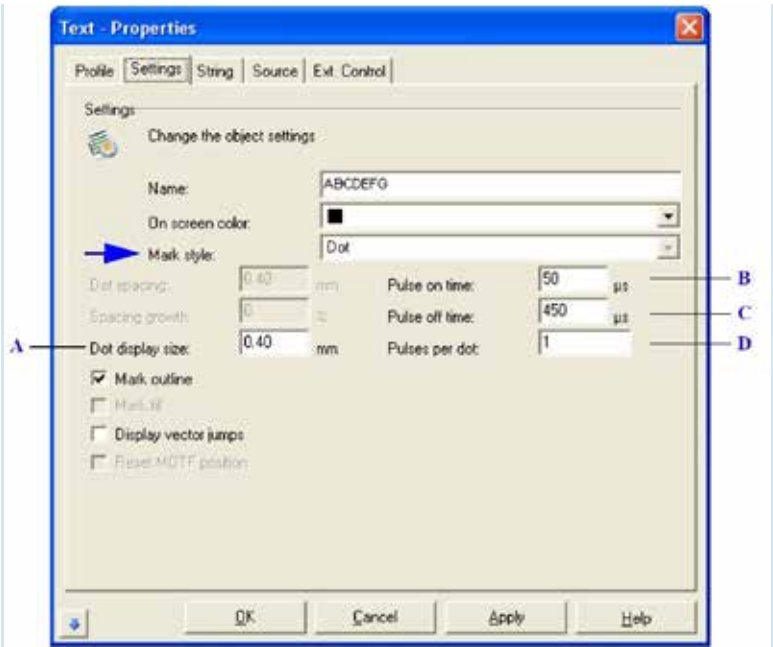 Text - Properties
Profile Settings String Source Ext. Control
Settings
Change the object settings
Name: ABCDEFG
On screen color:
Mark style: Dot
Dot spacing: 0.40 mm Pulse on time: 50 µs B
Spacing growth: 0 Pulse off time: 450 µs C
A Dot display size: 0.40 mm Pulses per dot: 1 D
Mark outline
Mark fill
Display vector jumps
Reset MOTF position
OK Cancel Apply Help